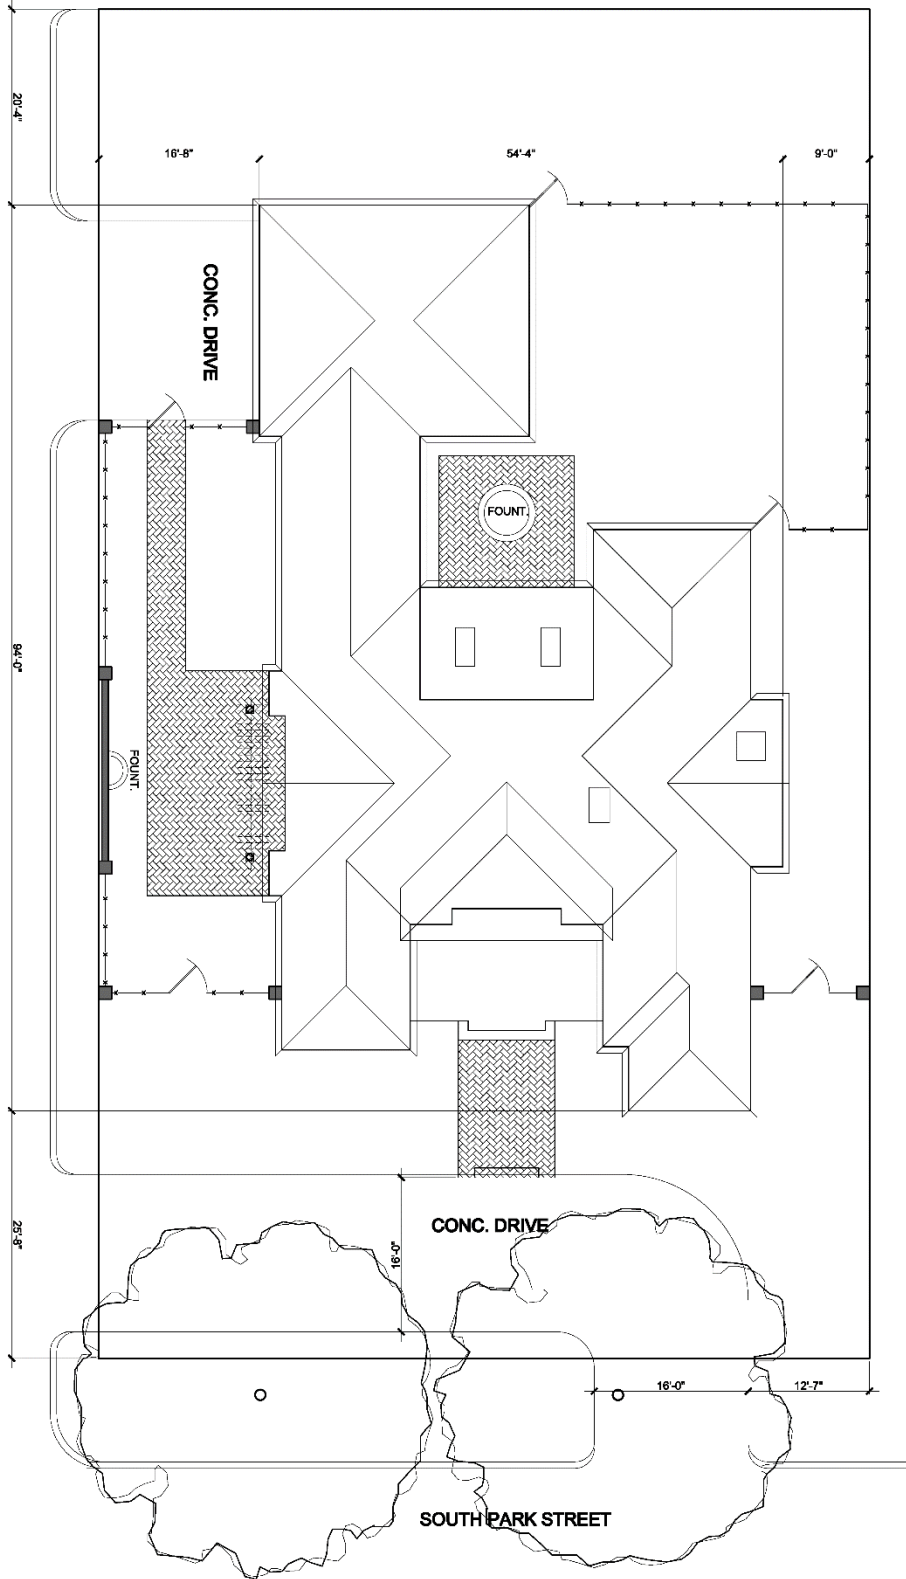 20'-4"
16'-8"
54'-4"
9'-0"
CONC. DRIVE
FOUNT.
94'-0"
FOUNT.
25'-8"
16'-0"
CONC. DRIVE
16'-0"
12'-7"
SOUTH PARK STREET